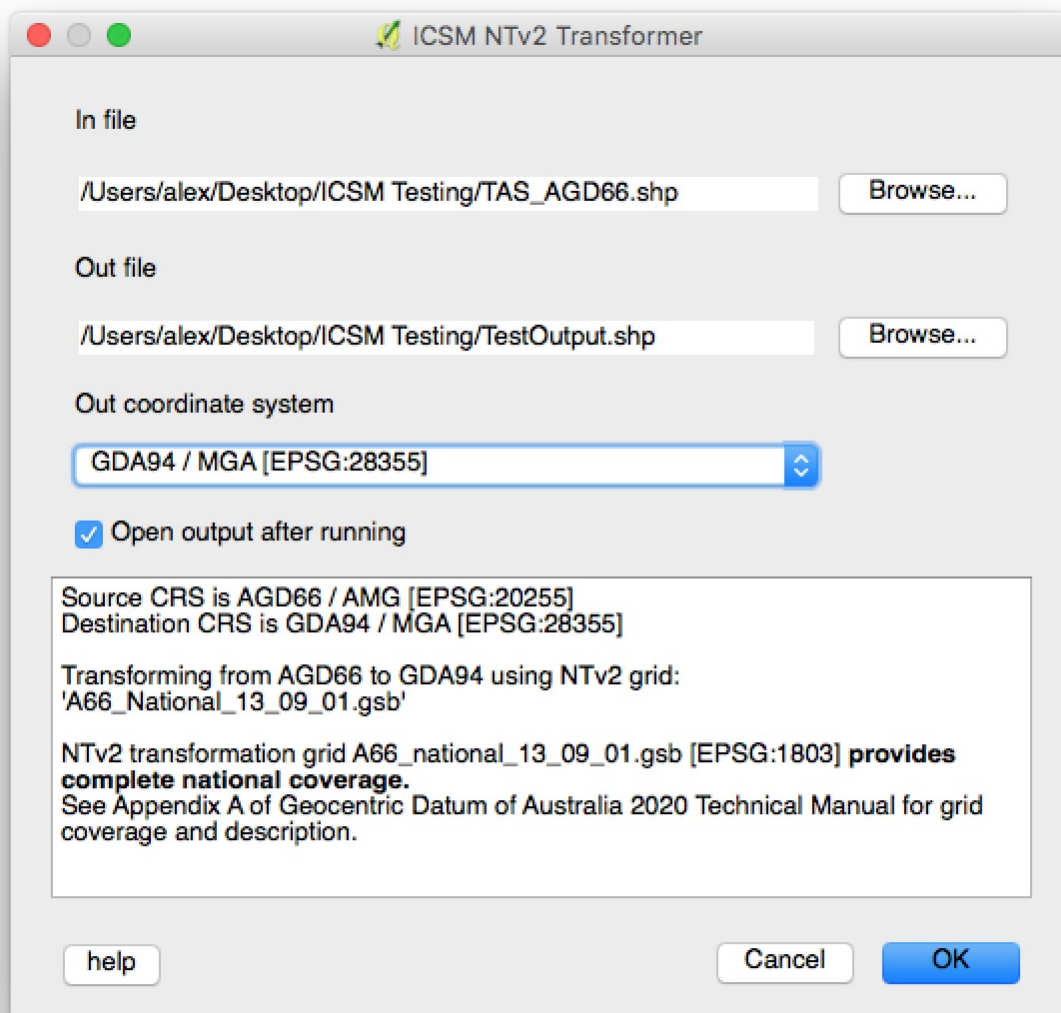 ICSM NTv2 Transformer
In file
/Users/alex/Desktop/ICSM Testing/TAS_AGD66.shp
Browse...
Out file
/Users/alex/Desktop/ICSM Testing/TestOutput.shp
Browse...
Out coordinate system
GDA94 / MGA [EPSG:28355]
Open output after running
Source CRS is AGD66 / AMG [EPSG:20255]
Destination CRS is GDA94 / MGA [EPSG:28355]
Transforming from AGD66 to GDA94 using NTv2 grid:
'A66_National_13_09_01.gsb'
NTv2 transformation grid A66_national_13_09_01.gsb [EPSG:1803] provides
complete national coverage.
See Appendix A of Geocentric Datum of Australia 2020 Technical Manual for grid
coverage and description.
help
Cancel
OK